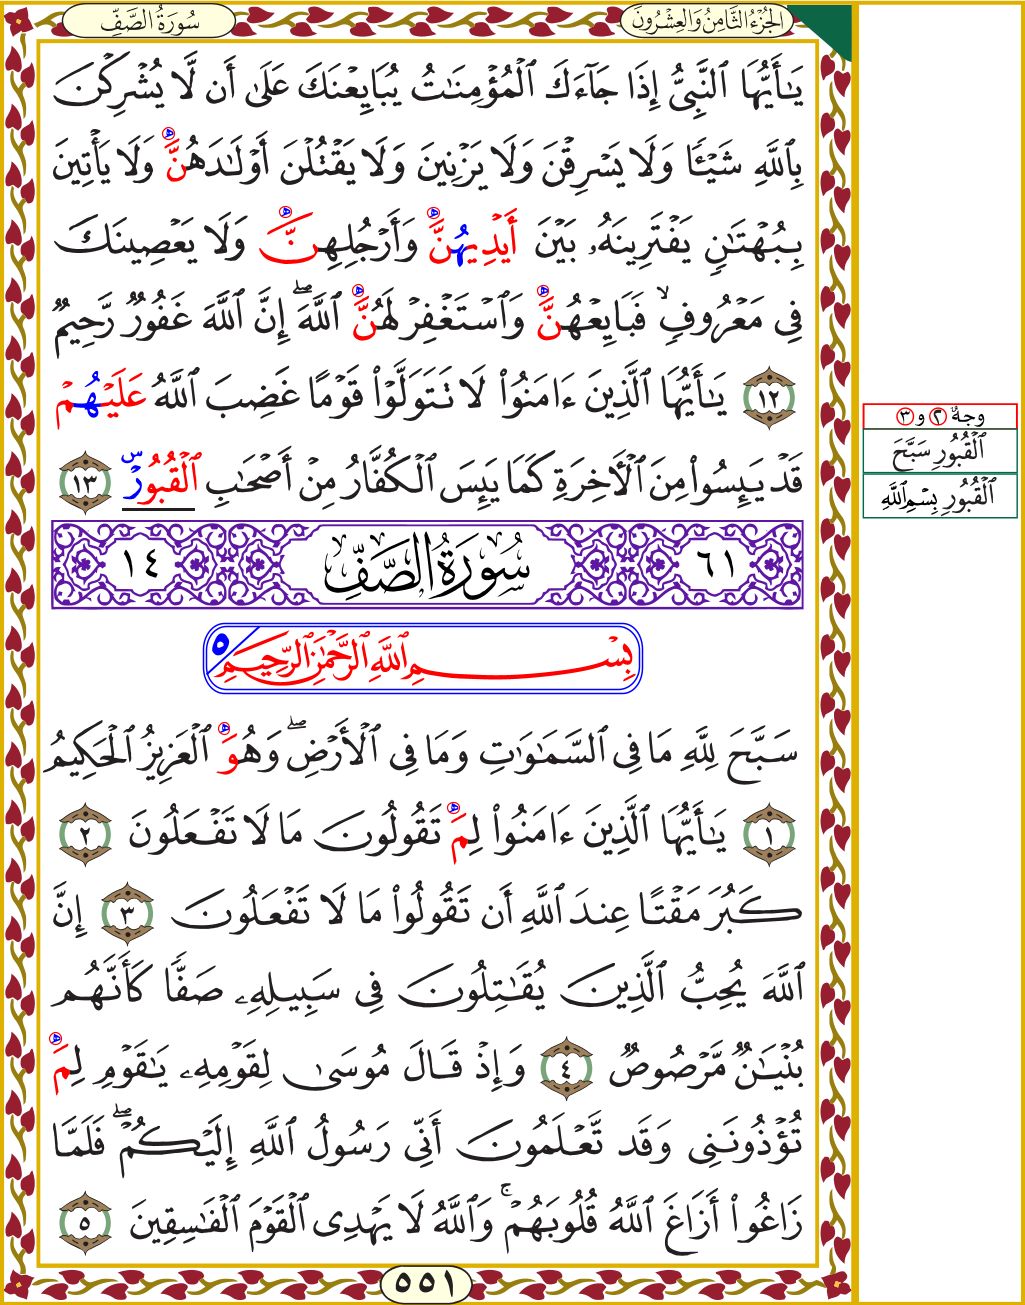 سُورَةُ الصَّفِّ
الجُزْءُ الثَّامِنُ وَالعِشْرُونَ
يَٰٓأَيُّهَا ٱلنَّبِىُّ إِذَا جَآءَكَ ٱلْمُؤْمِنَٰتُ يُبَايِعْنَكَ عَلَىٰٓ أَن لَّا يُشْرِكْنَ
بِٱللَّهِ شَيْـًٔا وَلَا يَسْرِقْنَ وَلَا يَزْنِينَ وَلَا يَقْتُلْنَ أَوْلَٰدَهُنَّ وَلَا يَأْتِينَ
بِبُهْتَٰنٍ يَفْتَرِينَهُۥ بَيْنَ أَيْدِيهُنَّ وَأَرْجُلِهِنَّ وَلَا يَعْصِينَكَ
فِى مَعْرُوفٍۙ فَبَايِعْهُنَّ وَٱسْتَغْفِرْ لَهُنَّ ٱللَّهَۖ إِنَّ ٱللَّهَ غَفُورٌ رَّحِيمٌ
١٢ يَٰٓأَيُّهَا ٱلَّذِينَ ءَامَنُوا۟ لَا تَتَوَلَّوْا۟ قَوْمًا غَضِبَ ٱللَّهُ عَلَيْهُمْ
قَدْ يَئِسُوا۟ مِنَ ٱلْأَخِرَةِ كَمَا يَئِسَ ٱلْكُفَّارُ مِنْ أَصْحَٰبِ ٱلْقُبُورِ ١٣
٦١ سُورَةُ الصَّفِّ ١٤
بِسْمِ ٱللَّهِ ٱلرَّحْمَٰنِ ٱلرَّحِيمِ ٥
سَبَّحَ لِلَّهِ مَا فِى ٱلسَّمَٰوَٰتِ وَمَا فِى ٱلْأَرْضِۖ وَهُوَ ٱلْعَزِيزُ ٱلْحَكِيمُ
١ يَٰٓأَيُّهَا ٱلَّذِينَ ءَامَنُوا۟ لِمَ تَقُولُونَ مَا لَا تَفْعَلُونَ ٢
كَبُرَ مَقْتًا عِندَ ٱللَّهِ أَن تَقُولُوا۟ مَا لَا تَفْعَلُونَ ٣ إِنَّ
ٱللَّهَ يُحِبُّ ٱلَّذِينَ يُقَٰتِلُونَ فِى سَبِيلِهِۦ صَفًّا كَأَنَّهُم
بُنْيَٰنٌ مَّرْصُوصٌ ٤ وَإِذْ قَالَ مُوسَىٰ لِقَوْمِهِۦ يَٰقَوْمِ لِمَ
تُؤْذُونَنِى وَقَد تَّعْلَمُونَ أَنِّى رَسُولُ ٱللَّهِ إِلَيْكُمْۖ فَلَمَّا
زَاغُوٓا۟ أَزَاغَ ٱللَّهُ قُلُوبَهُمْۚ وَٱللَّهُ لَا يَهْدِى ٱلْقَوْمَ ٱلْفَٰسِقِينَ ٥
وجهٌ ٢ و ٣
ٱلْقُبُورِ سَبَّحَ
ٱلْقُبُورِ بِسْمِ ٱللَّهِ
٥٥١